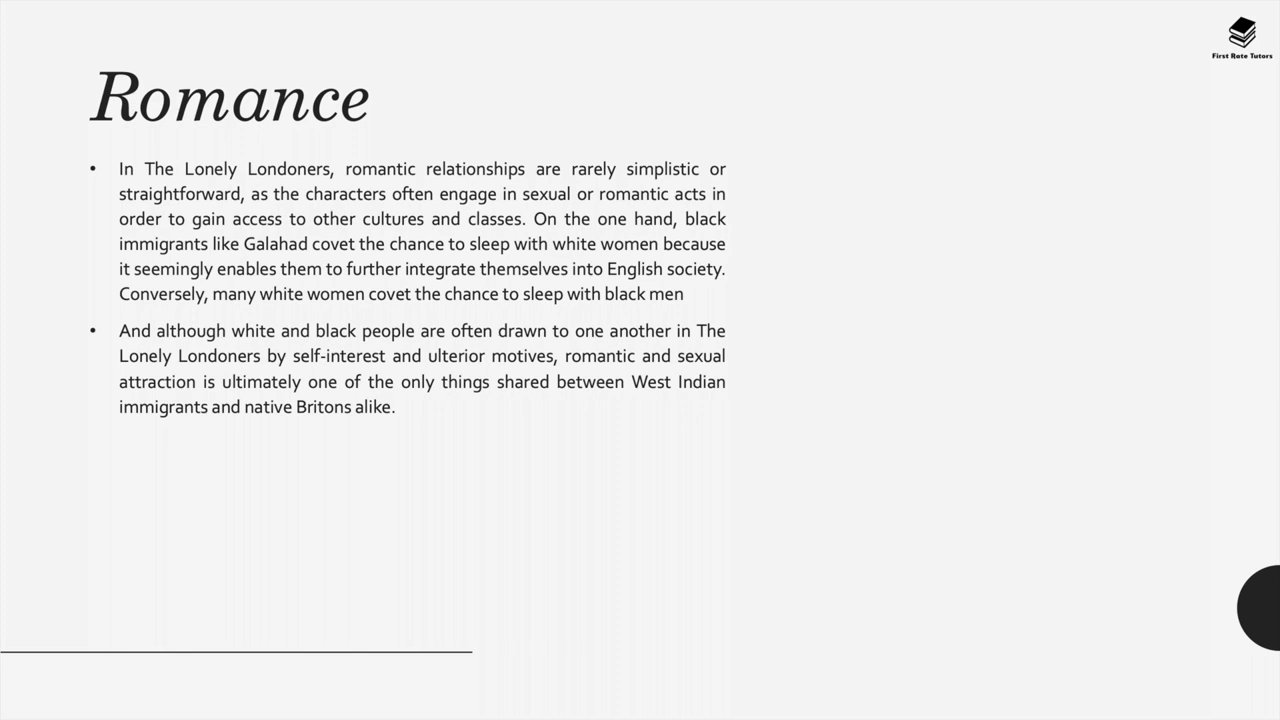 First Rate Tutors
Romance
• In The Lonely Londoners, romantic relationships are rarely simplistic or
straightforward, as the characters often engage in sexual or romantic acts in
order to gain access to other cultures and classes. On the one hand, black
immigrants like Galahad covet the chance to sleep with white women because
it seemingly enables them to further integrate themselves into English society.
Conversely, many white women covet the chance to sleep with black men
• And although white and black people are often drawn to one another in The
Lonely Londoners by self-interest and ulterior motives, romantic and sexual
attraction is ultimately one of the only things shared between West Indian
immigrants and native Britons alike.